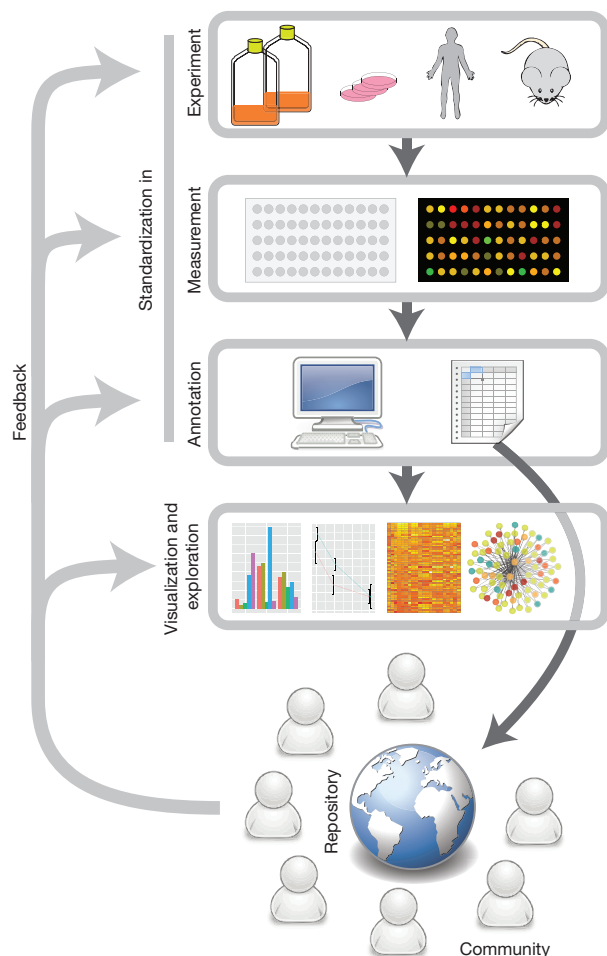 Experiment
Standardization in
Measurement
Feedback
Annotation
Visualization and
exploration
Repository
Community